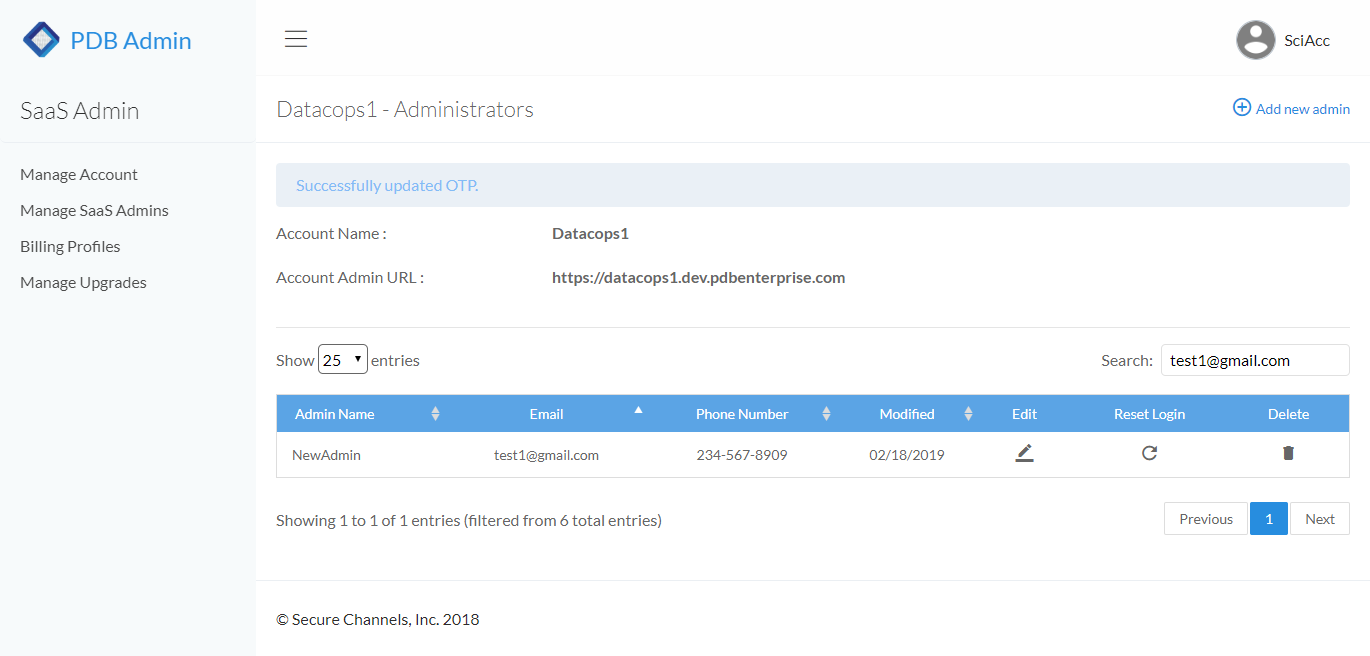 PDB Admin
SciAcc
SaaS Admin
Datacops1 - Administrators
Add new admin
Manage Account
Manage SaaS Admins
Billing Profiles
Manage Upgrades
Successfully updated OTP.
Account Name : Datacops1
Account Admin URL : https://datacops1.dev.pdbenterprise.com
Show 25 entries Search: test1@gmail.com
Admin Name Email Phone Number Modified Edit Reset Login Delete
NewAdmin test1@gmail.com 234-567-8909 02/18/2019
Showing 1 to 1 of 1 entries (filtered from 6 total entries) Previous 1 Next
© Secure Channels, Inc. 2018